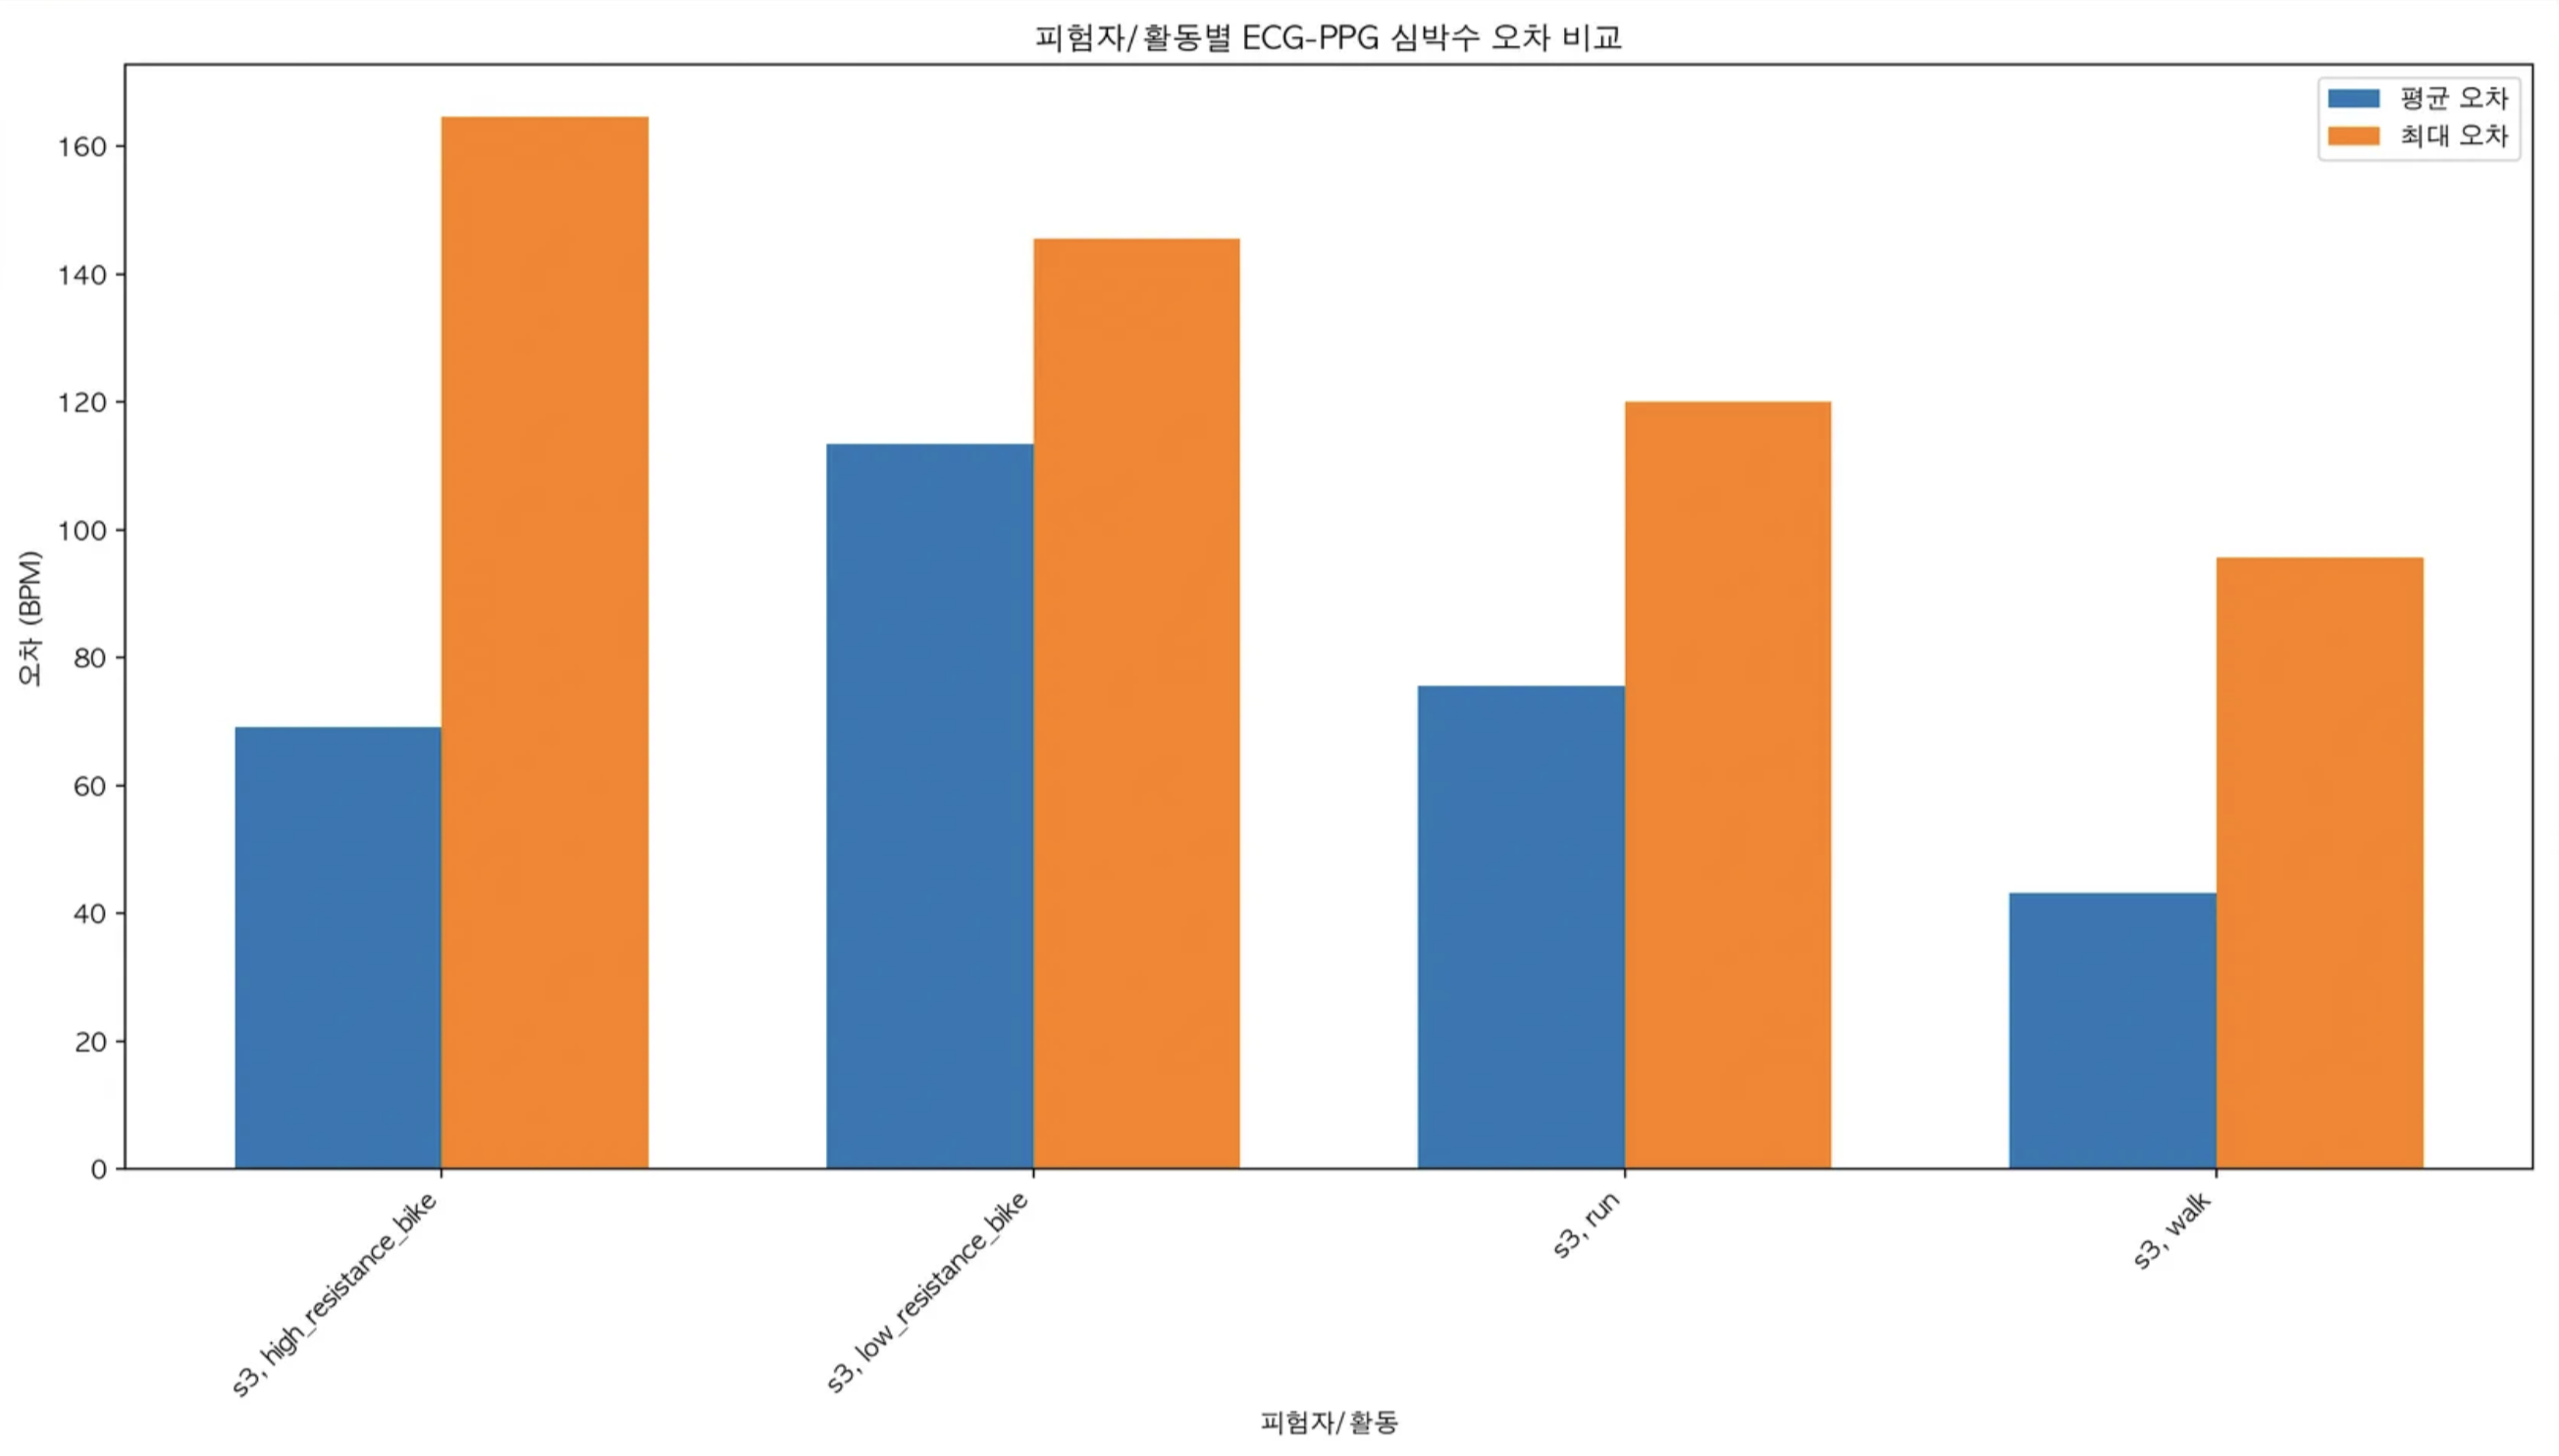 피험자/활동별 ECG-PPG 심박수 오차 비교
평균 오차
최대 오차
오차 (BPM)
160
140
120
100
80
60
40
20
0
s3, high_resistance_bike
s3, low_resistance_bike
s3, run
s3, walk
피험자/활동